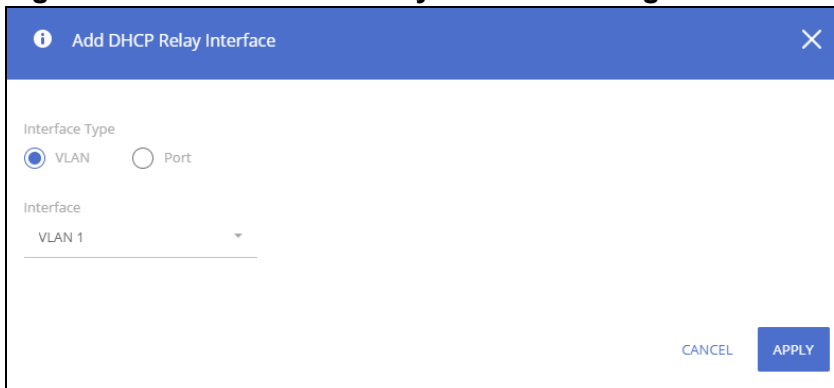 Add DHCP Relay Interface
Interface Type
VLAN Port
Interface
VLAN 1
CANCEL APPLY